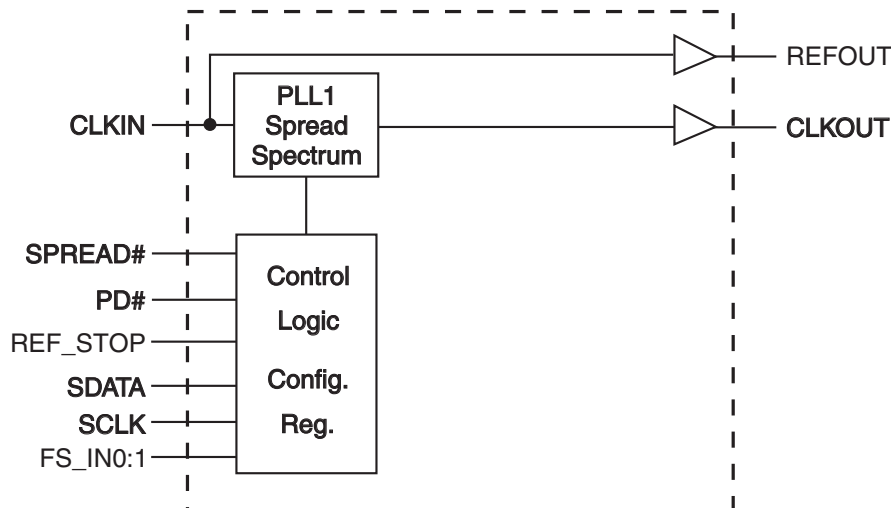 REFOUT
PLL1
Spread
Spectrum
CLKIN
CLKOUT
SPREAD#
PD#
REF_STOP
SDATA
SCLK
FS_IN0:1
Control
Logic
Config.
Reg.